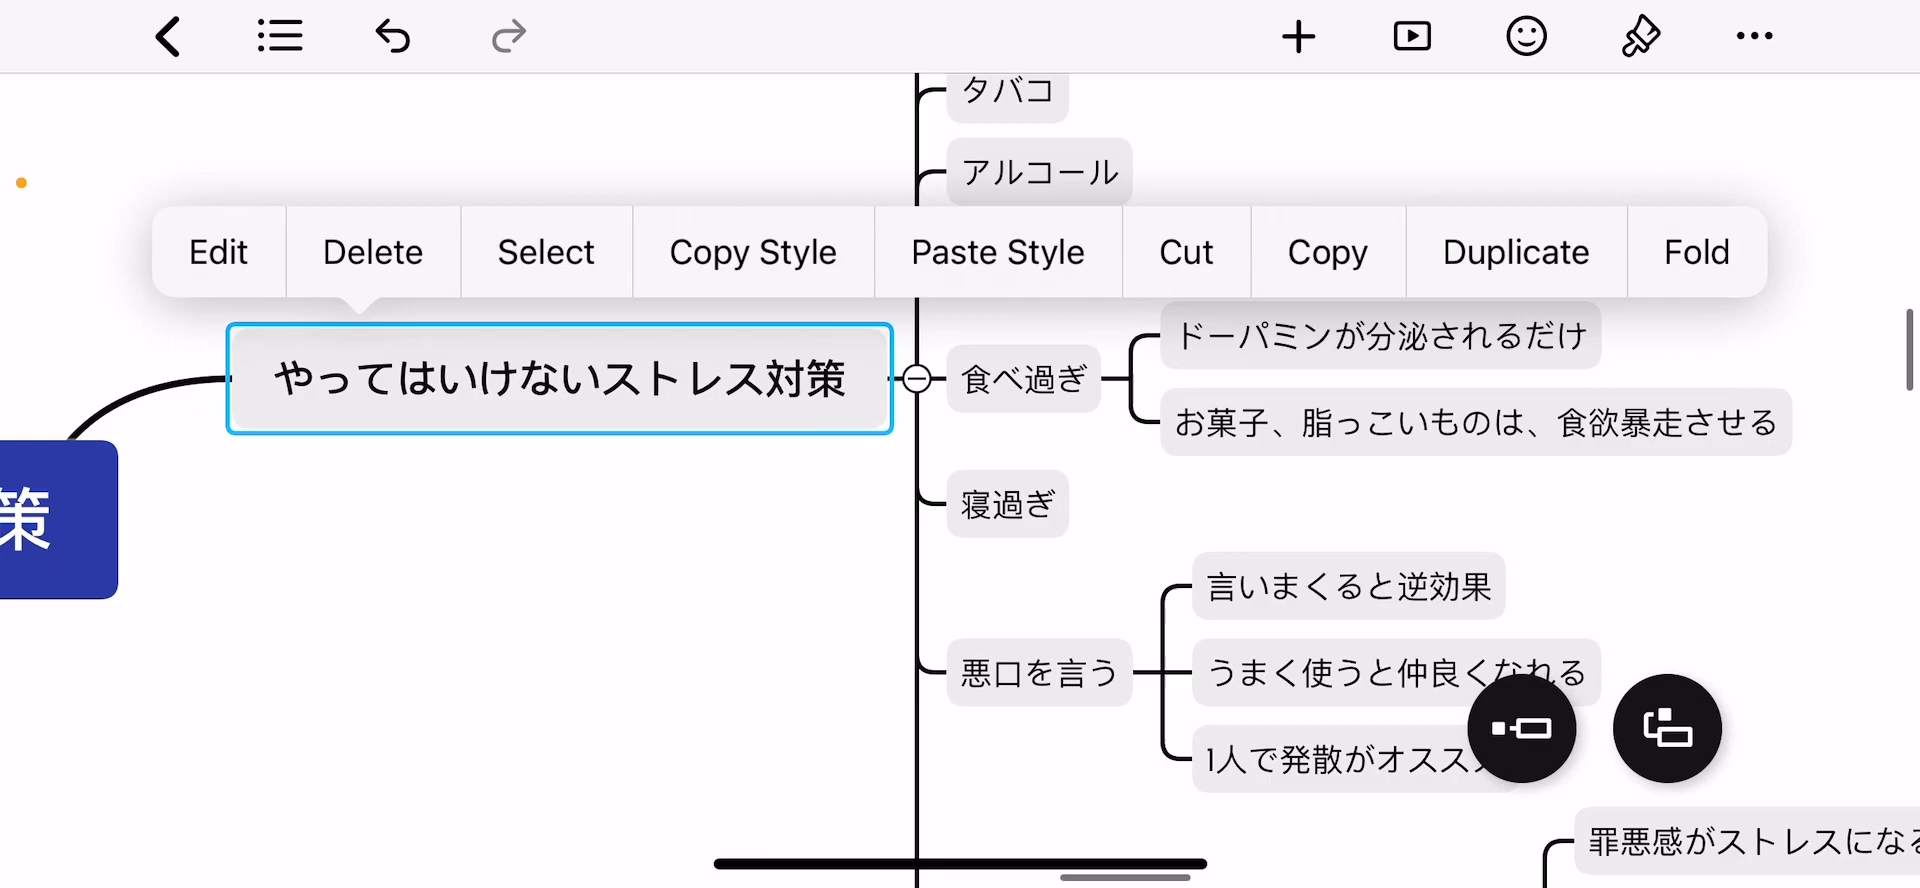 タバコ
アルコール
Edit
Delete
Select
Copy Style
Paste Style
Cut
Copy
Duplicate
Fold
やってはいけないストレス対策
食べ過ぎ
ドーパミンが分泌されるだけ
お菓子、脂っこいものは、食欲暴走させる
策
寝過ぎ
悪口を言う
言いまくると逆効果
うまく使うと仲良くなれる
1人で発散がオスス
罪悪感がストレスになる